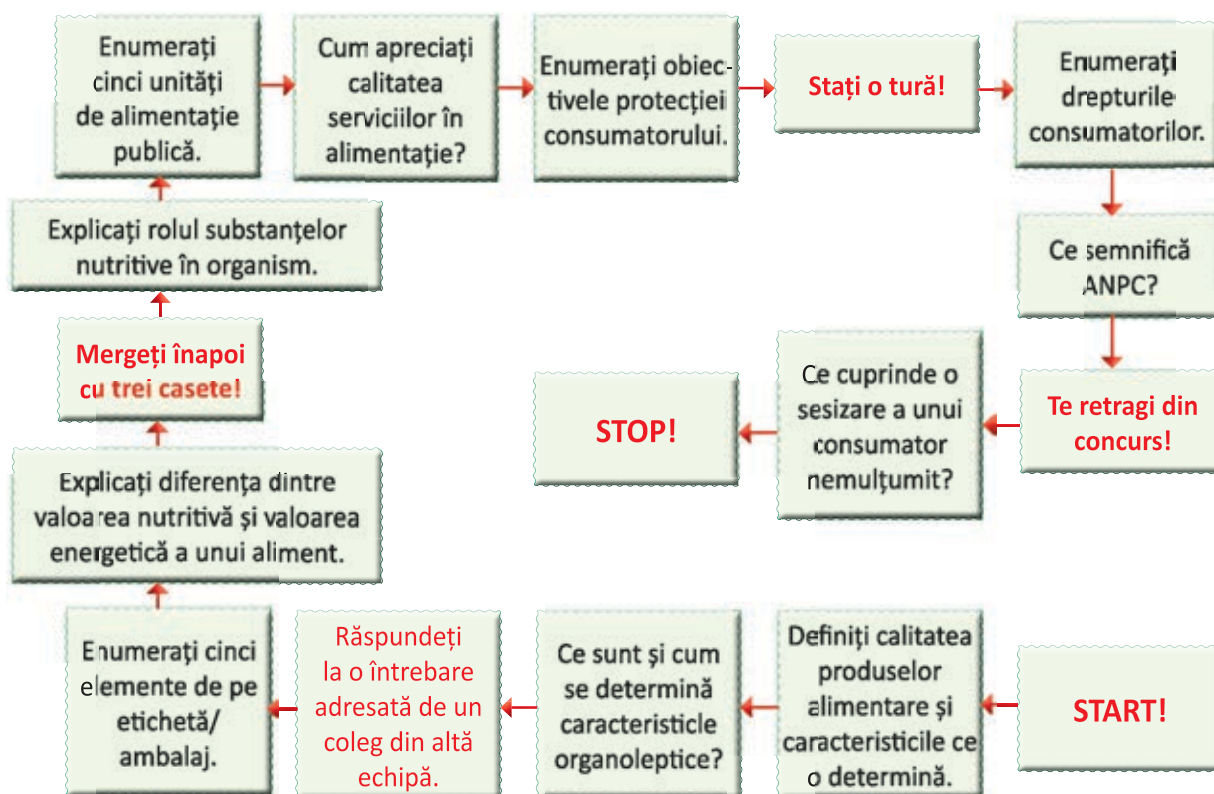 Enumerați
cinci unități
de alimentație
publică.
Cum apreciați
calitatea
serviciilor în
alimentație?
Enumerați obiec-
tivele protecției
consumatorului.
Stați o tură!
Enumerați
drepturile
consumatorilor.
Explicați rolul substanțelor
nutritive în organism.
Ce semnifică
ANPC?
Mergeți înapoi
cu trei casete!
STOP!
Ce cuprinde o
sesizare a unui
consumator
nemulțumit?
Te retragi din
concurs!
Explicați diferența dintre
valoarea nutritivă și valoarea
energetică a unui aliment.
Enumerați cinci
elemente de pe
etichetă/
ambalaj.
Răspundeți
la o întrebare
adresată de un
coleg din altă
echipă.
Ce sunt și cum
se determină
caracteristicle
organoleptice?
Definiți calitatea
produselor
alimentare și
caracteristicile ce
o determină.
START!